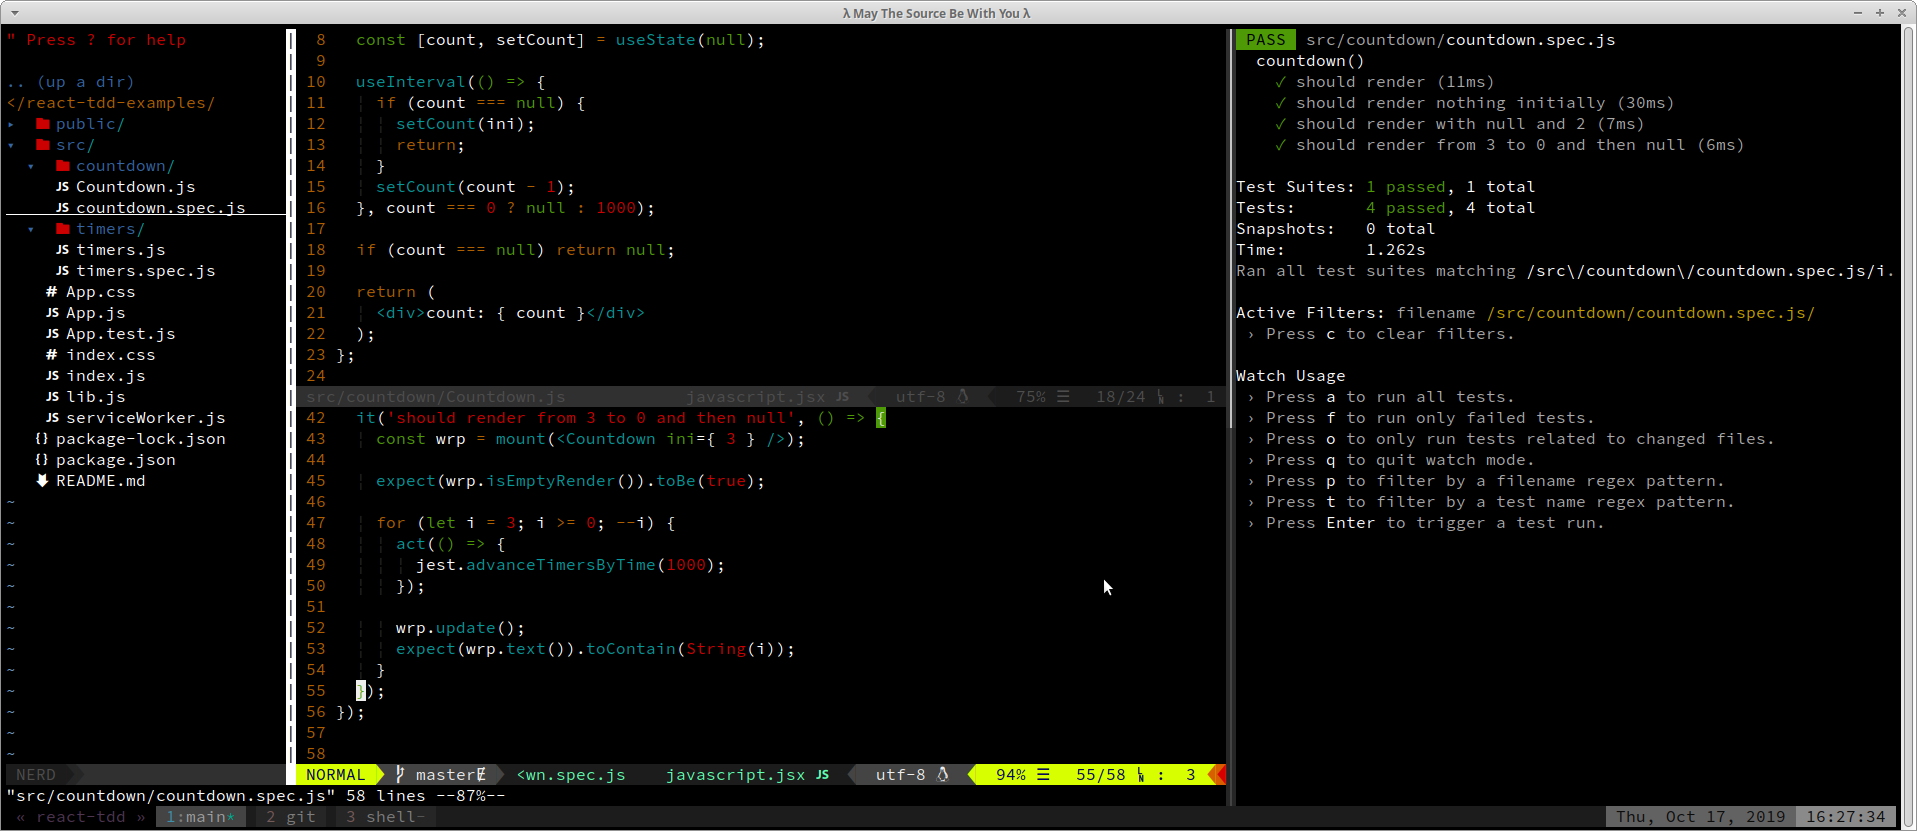 λ May The Source Be With You λ
" Press ? for help
.. (up a dir)
</react-tdd-examples/
public/
src/
countdown/
JS Countdown.js
JS countdown.spec.js
timers/
JS timers.js
JS timers.spec.js
# App.css
JS App.js
JS App.test.js
# index.css
JS index.js
JS lib.js
JS serviceWorker.js
{} package-lock.json
{} package.json
README.md
~
~
~
~
~
~
~
~
~
~
~
~
~
NERD
8 const [count, setCount] = useState(null);
9
10 useInterval(() => {
11 if (count === null) {
12 setCount(ini);
13 return;
14 }
15 setCount(count - 1);
16 }, count === 0 ? null : 1000);
17
18 if (count === null) return null;
19
20 return (
21 <div>count: { count }</div>
22 );
23 };
24
src/countdown/Countdown.js javascript.jsx JS utf-8 75% ☰ 18/24 : 1
42 it('should render from 3 to 0 and then null', () => {
43 const wrp = mount(<Countdown ini={ 3 } />);
44
45 expect(wrp.isEmptyRender()).toBe(true);
46
47 for (let i = 3; i >= 0; --i) {
48 act(() => {
49 jest.advanceTimersByTime(1000);
50 });
51
52 wrp.update();
53 expect(wrp.text()).toContain(String(i));
54 }
55 });
56 });
57
58
NORMAL masterɆ <wn.spec.js javascript.jsx JS utf-8 94% ☰ 55/58 : 3
"src/countdown/countdown.spec.js" 58 lines --87%--
PASS src/countdown/countdown.spec.js
countdown()
✓ should render (11ms)
✓ should render nothing initially (30ms)
✓ should render with null and 2 (7ms)
✓ should render from 3 to 0 and then null (6ms)
Test Suites: 1 passed, 1 total
Tests: 4 passed, 4 total
Snapshots: 0 total
Time: 1.262s
Ran all test suites matching /src\/countdown\/countdown.spec.js/i.
Active Filters: filename /src/countdown/countdown.spec.js/
› Press c to clear filters.
Watch Usage
› Press a to run all tests.
› Press f to run only failed tests.
› Press o to only run tests related to changed files.
› Press q to quit watch mode.
› Press p to filter by a filename regex pattern.
› Press t to filter by a test name regex pattern.
› Press Enter to trigger a test run.
« react-tdd » 1:main* 2 git 3 shell- Thu, Oct 17, 2019 16:27:34